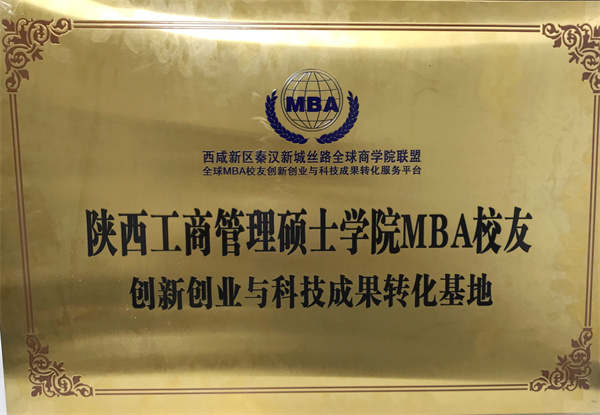 MBA
西咸新区秦汉新城丝路全球商学院联盟
全球MBA校友创新创业与科技成果转化服务平台
陕西工商管理硕士学院MBA校友
创新创业与科技成果转化基地